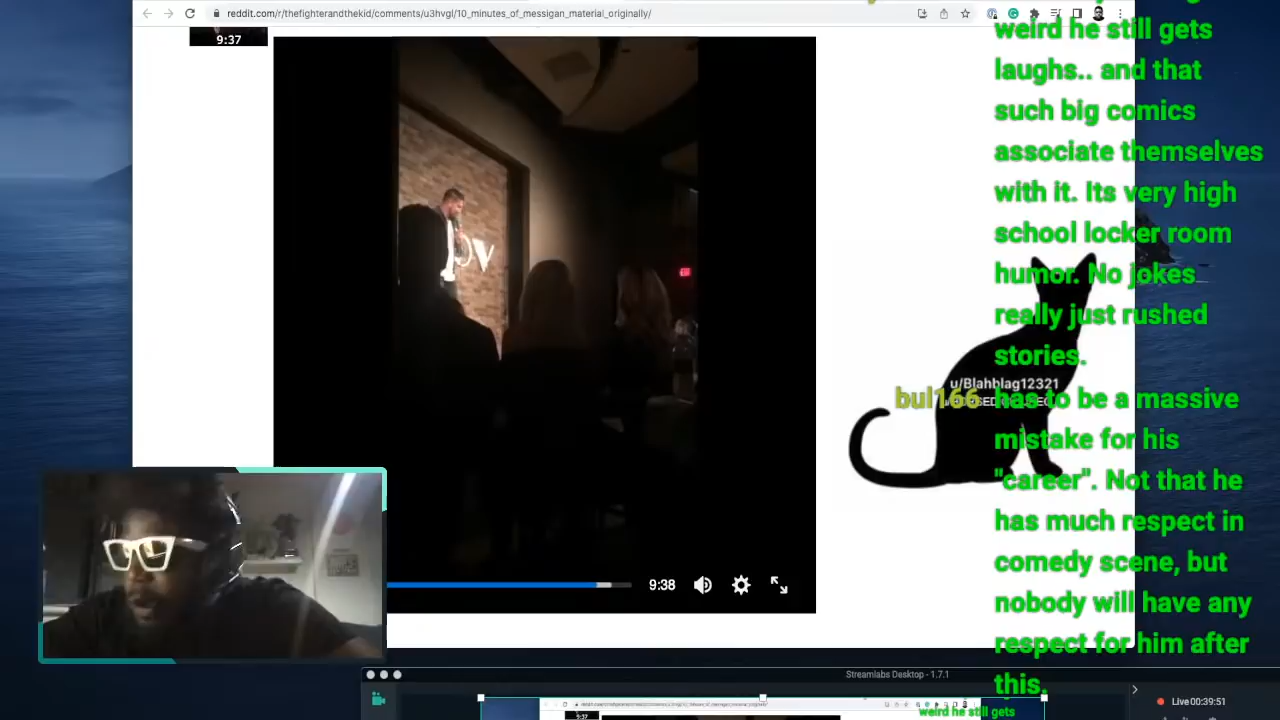 reddit.com/r/thefighterandthekid/comments/u3hvgl/10_minutes_of_messigan_material_originally/
9:37
weird he still gets
laughs.. and that
such big comics
associate themselves
with it. Its very high
school locker room
humor. No jokes
really just rushed
stories.
u/Blahblag12321
bul166 has to be a massive
mistake for his
"career". Not that he
has much respect in
comedy scene, but
nobody will have any
respect for him after
this.
9:38
Streamlabs Desktop - 1.7.1
Live 00:39:51
9:37
weird he still gets